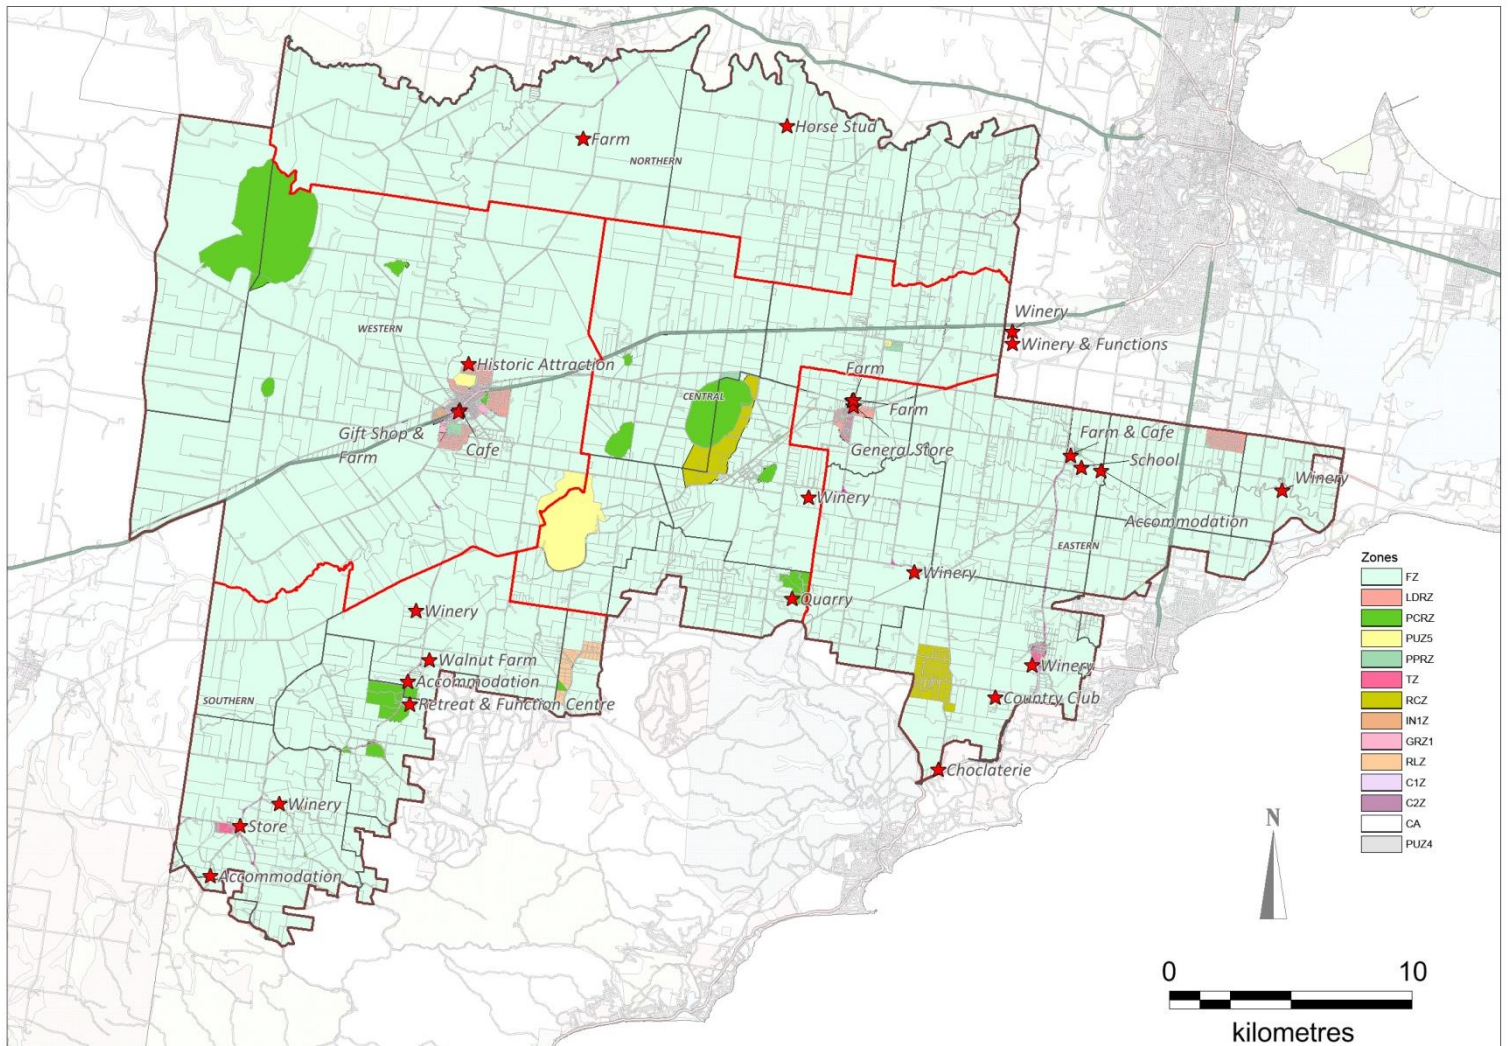 Horse Stud
Farm
NORTHERN
Winery
Winery & Functions
WESTERN
Historic Attraction
Farm
CENTRAL
Farm
Gift Shop &
Farm
Cafe
General Store
Farm & Cafe
School
Winery
Winery
Accommodation
EASTERN
Winery
Quarry
Winery
Walnut Farm
Accommodation
Retreat & Function Centre
SOUTHERN
Winery
Country Club
Choclaterie
Winery
Store
Accommodation
Zones
FZ
LDRZ
PCRZ
PUZ5
PPRZ
TZ
RCZ
IN1Z
GRZ1
RLZ
C1Z
C2Z
CA
PUZ4
N
0 10
kilometres